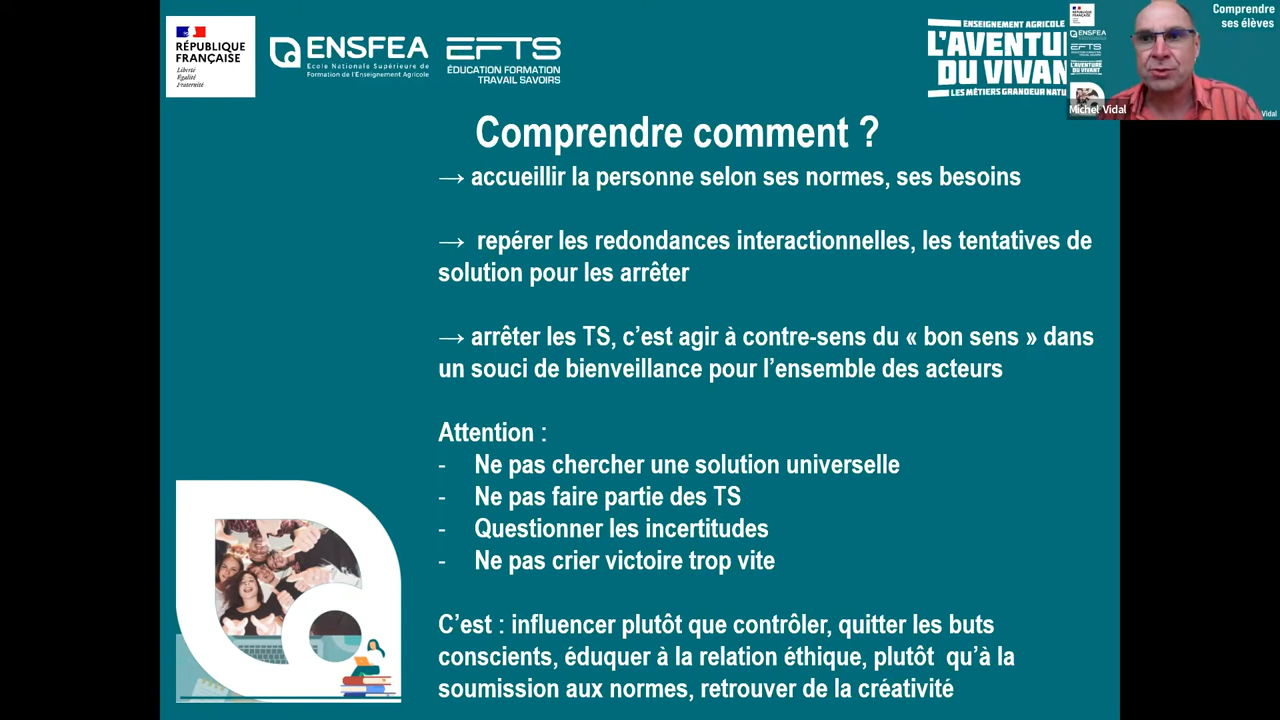 RÉPUBLIQUE
FRANÇAISE
Liberté
Égalité
Fraternité
ENSFEA
École Nationale Supérieure de
Formation de l'Enseignement Agricole
EFTS
ÉDUCATION FORMATION
TRAVAIL SAVOIRS
ENSEIGNEMENT AGRICOLE
L'AVENTU
DU VIVAN
LES MÉTIERS GRANDEUR NATU
Comprendre
ses élèves
Michel Vidal
Vidal
Comprendre comment ?
→ accueillir la personne selon ses normes, ses besoins
→ repérer les redondances interactionnelles, les tentatives de
solution pour les arrêter
→ arrêter les TS, c'est agir à contre-sens du « bon sens » dans
un souci de bienveillance pour l'ensemble des acteurs
Attention :
- Ne pas chercher une solution universelle
- Ne pas faire partie des TS
- Questionner les incertitudes
- Ne pas crier victoire trop vite
C'est : influencer plutôt que contrôler, quitter les buts
conscients, éduquer à la relation éthique, plutôt qu'à la
soumission aux normes, retrouver de la créativité